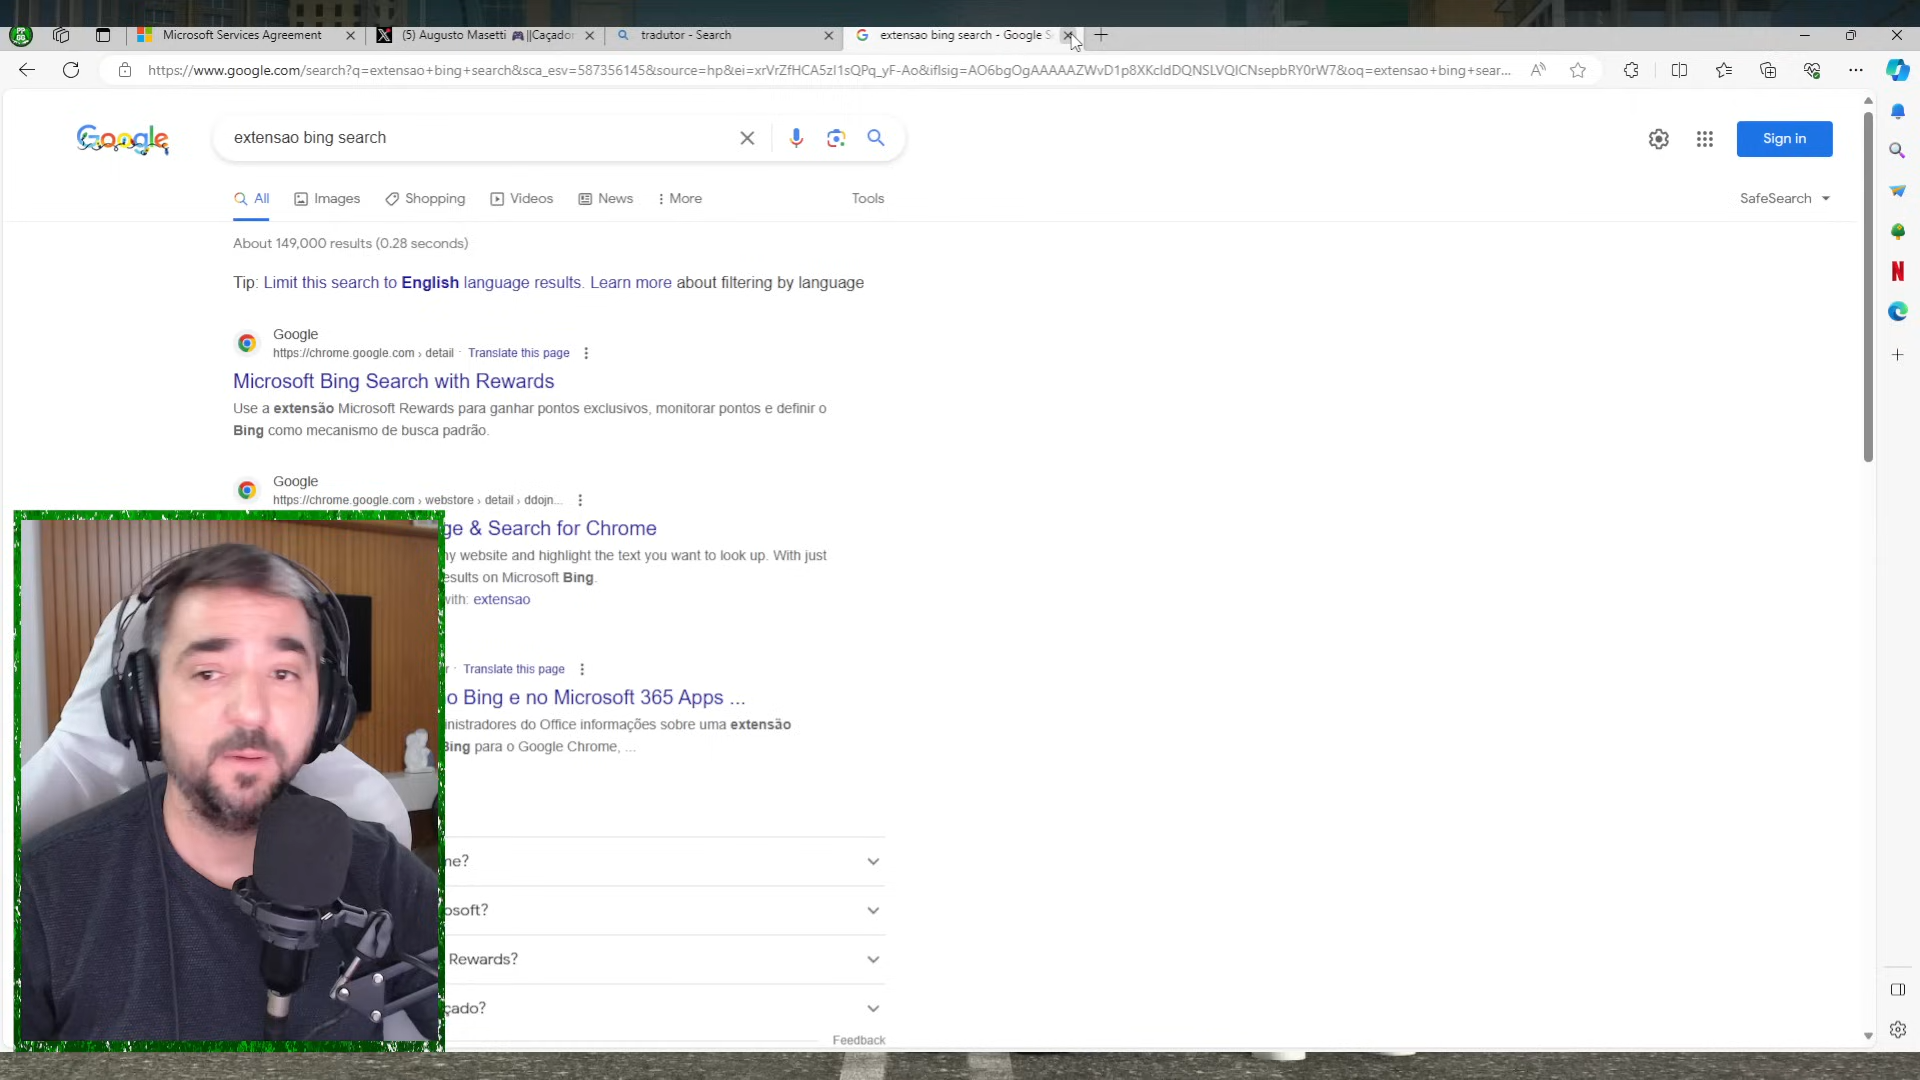 Microsoft Services Agreement
(5) Augusto Masetti 🎮||Caçador
tradutor - Search
extensao bing search - Google S
https://www.google.com/search?q=extensao+bing+search&sca_esv=587356145&source=hp&ei=xrVrZfHCA5zI1sQPq_yF-Ao&iflsig=AO6bgOgAAAAAZWvD1p8XKcIdDQNSLVQICNsepbRY0rW7&oq=extensao+bing+sear...
Google
extensao bing search
Sign in
All
Images
Shopping
Videos
News
More
Tools
SafeSearch
About 149,000 results (0.28 seconds)
Tip: Limit this search to English language results. Learn more about filtering by language
Google
https://chrome.google.com › detail · Translate this page
Microsoft Bing Search with Rewards
Use a extensão Microsoft Rewards para ganhar pontos exclusivos, monitorar pontos e definir o
Bing como mecanismo de busca padrão.
Google
https://chrome.google.com › webstore › detail › ddojn...
ge & Search for Chrome
ny website and highlight the text you want to look up. With just
esults on Microsoft Bing.
with: extensao
· Translate this page
o Bing e no Microsoft 365 Apps ...
nistradores do Office informações sobre uma extensão
Bing para o Google Chrome, ...
me?
osoft?
Rewards?
çado?
Feedback